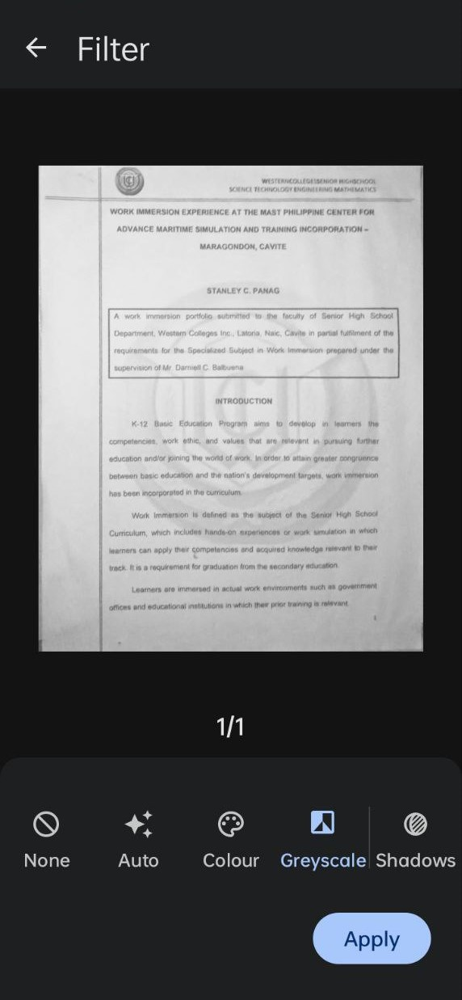 Filter
WESTERN COLLEGES SENIOR HIGHSCHOOL
SCIENCE TECHNOLOGY ENGINEERING MATHEMATICS
WORK IMMERSION EXPERIENCE AT THE MAST PHILIPPINE CENTER FOR
ADVANCE MARITIME SIMULATION AND TRAINING INCORPORATION –
MARAGONDON, CAVITE
STANLEY C. PANAG
A work immersion portfolio submitted to the faculty of Senior High School
Department, Western Colleges Inc., Latoria, Naic, Cavite in partial fulfilment of the
requirements for the Specialized Subject in Work Immersion prepared under the
supervision of Mr. Darniell C. Balbuena
INTRODUCTION
K-12 Basic Education Program aims to develop in learners the
competencies, work ethic, and values that are relevant in pursuing further
education and/or joining the world of work. In order to attain greater congruence
between basic education and the nation's development targets, work immersion
has been incorporated in the curriculum.
Work Immersion is defined as the subject of the Senior High School
Curriculum, which includes hands-on experiences or work simulation in which
learners can apply their competencies and acquired knowledge relevant to their
track. It is a requirement for graduation from the secondary education.
Learners are immersed in actual work environments such as government
offices and educational institutions in which their prior training is relevant.
1
1/1
None
Auto
Colour
Greyscale
Shadows
Apply